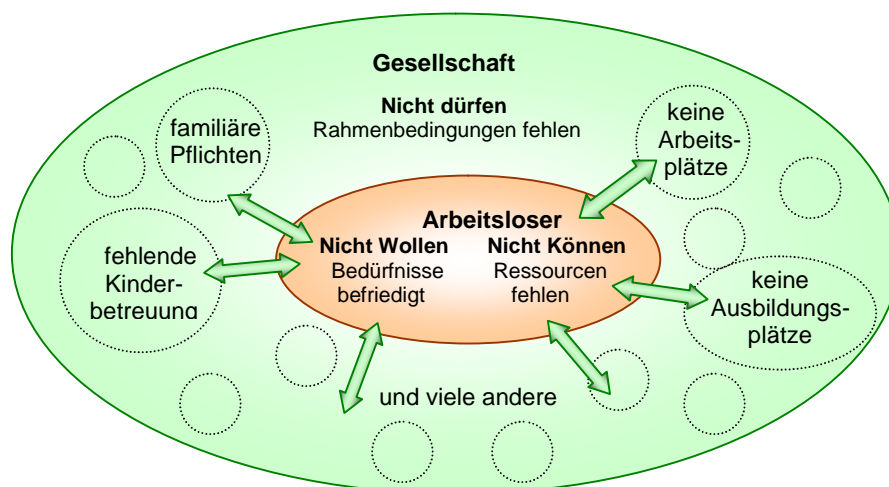 Gesellschaft
Nicht dürfen
Rahmenbedingungen fehlen
familiäre
Pflichten
keine
Arbeits-
plätze
Arbeitsloser
Nicht Wollen
Bedürfnisse
befriedigt
Nicht Können
Ressourcen
fehlen
fehlende
Kinder-
betreuung
keine
Ausbildungs-
plätze
und viele andere